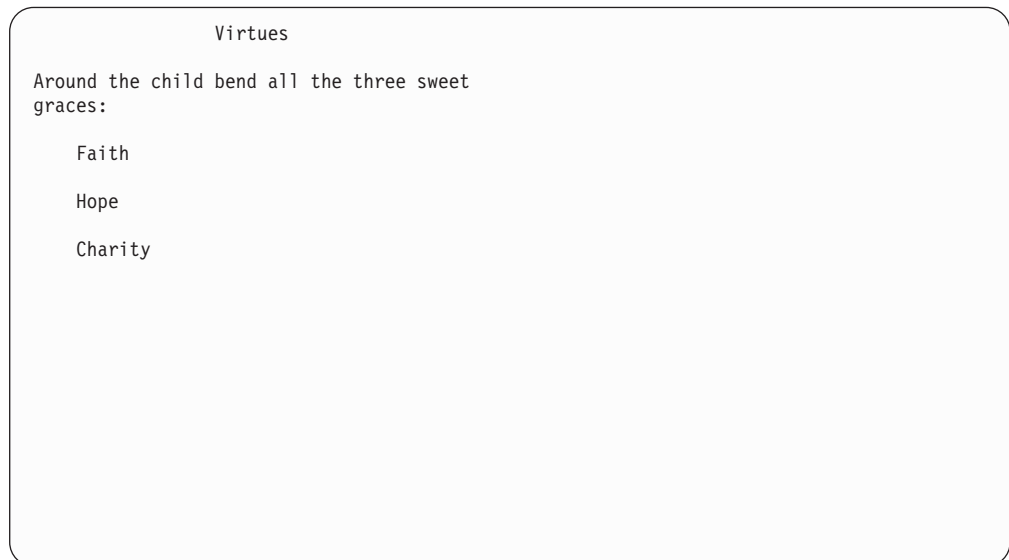 Virtues
Around the child bend all the three sweet
graces:
Faith
Hope
Charity